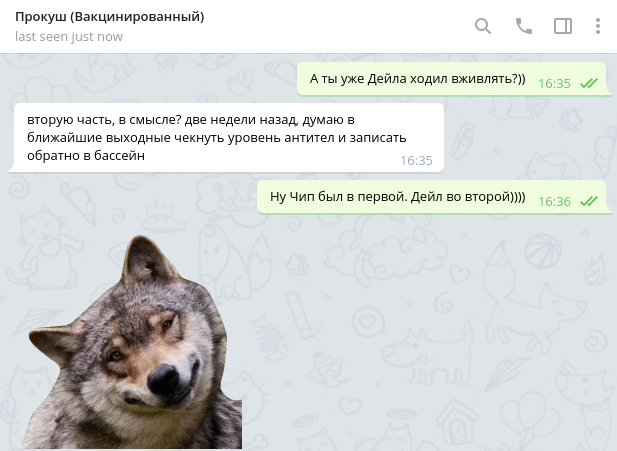 Прокуш (Вакцинированный)
last seen just now
А ты уже Дейла ходил вживлять?)) 16:35
вторую часть, в смысле? две недели назад, думаю в
ближайшие выходные чекнуть уровень антител и записать
обратно в бассейн 16:35
Ну Чип был в первой. Дейл во второй)))) 16:36